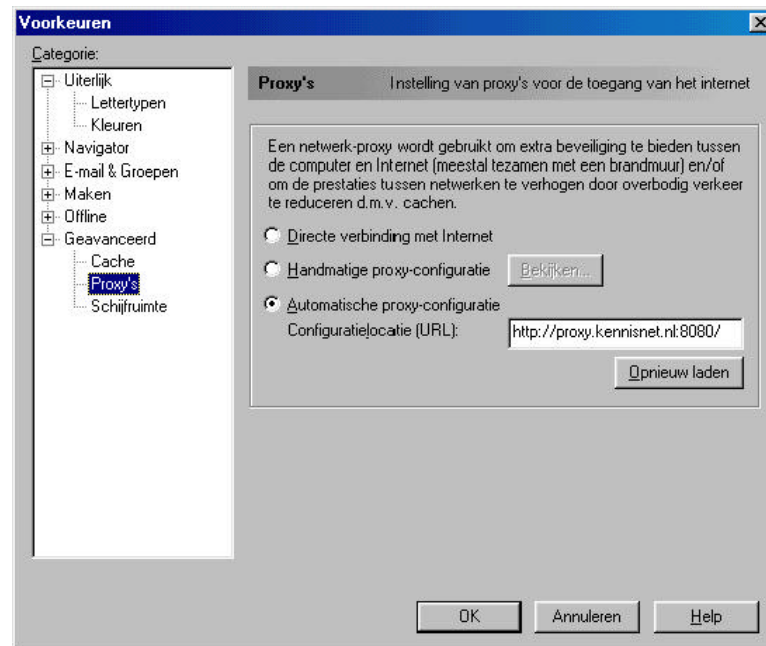 Voorkeuren
Categorie:
Uiterlijk
Lettertypen
Kleuren
Navigator
E-mail & Groepen
Maken
Offline
Geavanceerd
Cache
Proxy's
Schijfruimte
Proxy's Instelling van proxy's voor de toegang van het internet
Een netwerk-proxy wordt gebruikt om extra beveiliging te bieden tussen
de computer en Internet (meestal tezamen met een brandmuur) en/of
om de prestaties tussen netwerken te verhogen door overbodig verkeer
te reduceren d.m.v. cachen.
Directe verbinding met Internet
Handmatige proxy-configuratie Bekijken...
Automatische proxy-configuratie
Configuratielocatie (URL): http://proxy.kennisnet.nl:8080/
Opnieuw laden
OK Annuleren Help